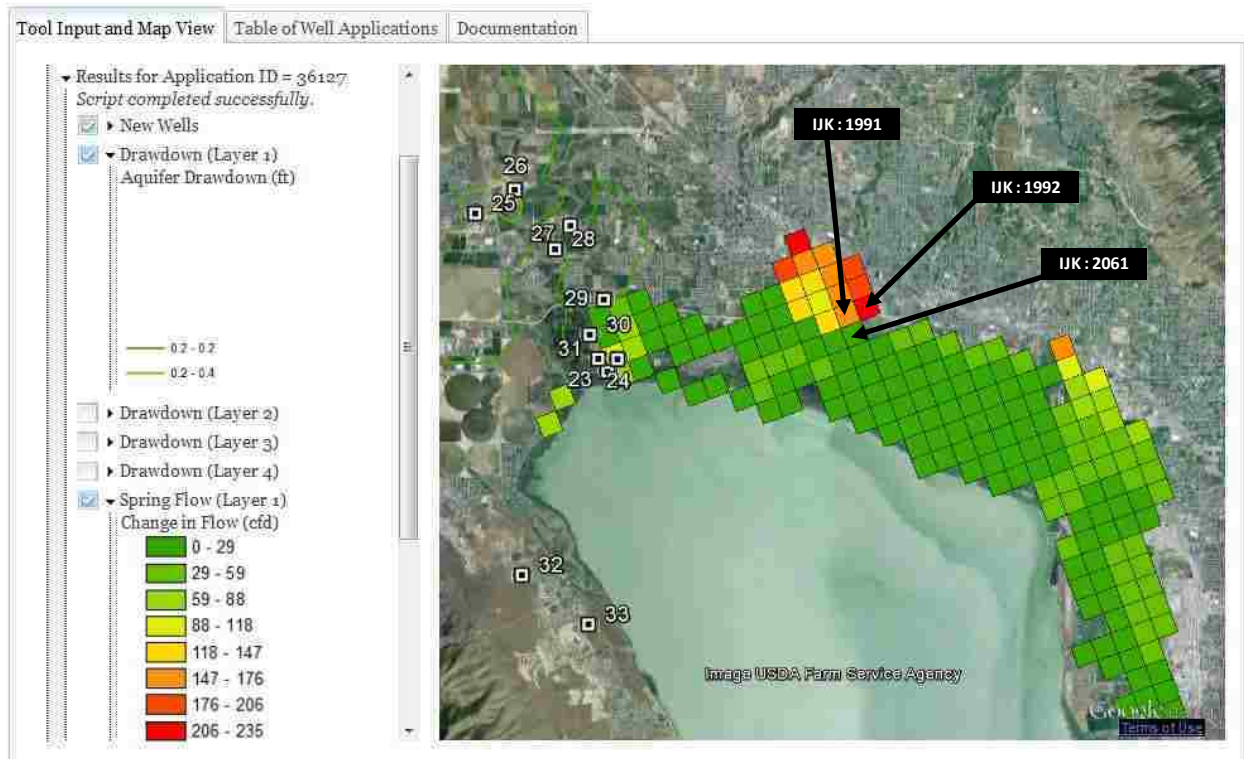 Tool Input and Map View
Table of Well Applications
Documentation
Results for Application ID = 36127
Script completed successfully.
New Wells
Drawdown (Layer 1)
Aquifer Drawdown (ft)
0.2 - 0.2
0.2 - 0.4
Drawdown (Layer 2)
Drawdown (Layer 3)
Drawdown (Layer 4)
Spring Flow (Layer 1)
Change in Flow (cfd)
0 - 29
29 - 59
59 - 88
88 - 118
118 - 147
147 - 176
176 - 206
206 - 235
IJK : 1991
IJK : 1992
IJK : 2061
26
25
27
28
29
30
31
23
24
32
33
Image USDA Farm Service Agency
Google
Terms of Use